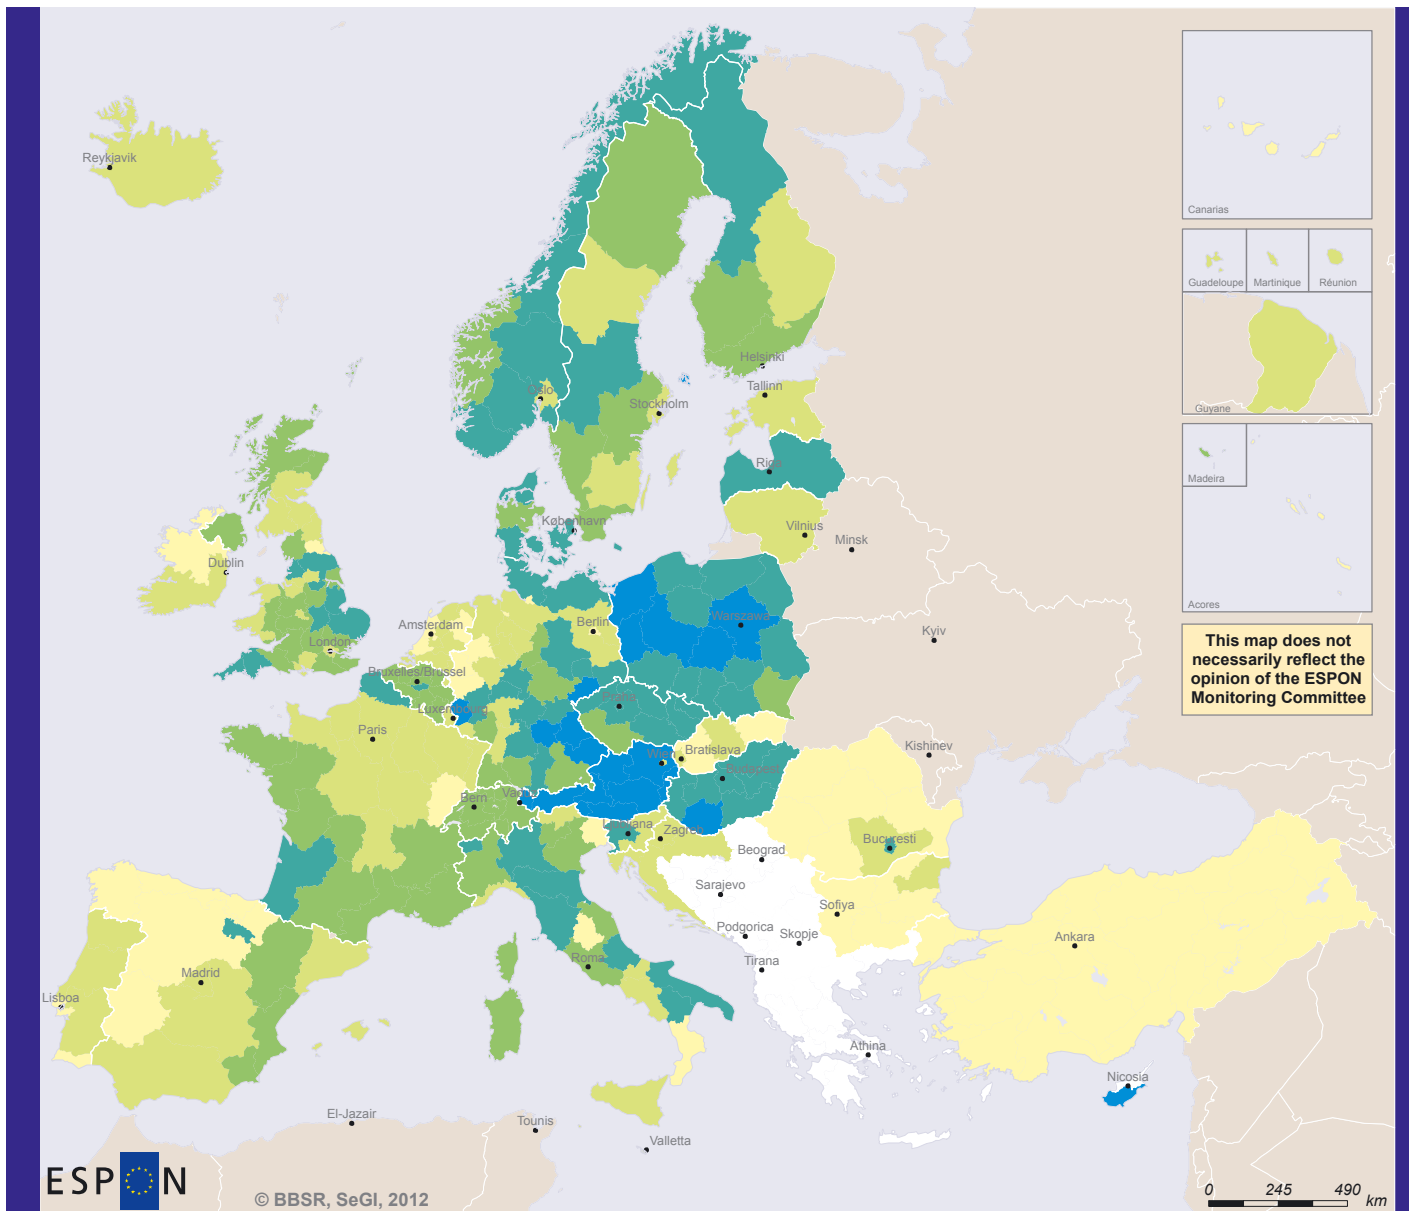 Reykjavik
Canarias
Guadeloupe
Martinique
Réunion
Guyane
Madeira
Acores
Oslo
Helsinki
Tallinn
Stockholm
Riga
København
Vilnius
Minsk
Dublin
Amsterdam
Berlin
Warszawa
London
Bruxelles/Brussel
Kyiv
Luxembourg
Paris
Wien
Bratislava
Kishinev
Budapest
Bern
Vaduz
Ljubljana
Zagreb
Bucuresti
Beograd
Sarajevo
Sofiya
Podgorica
Skopje
Ankara
Roma
Tirana
Madrid
Lisboa
Athina
Nicosia
El-Jazair
Tounis
Valletta
This map does not
necessarily reflect the
opinion of the ESPON
Monitoring Committee
ESPON
© BBSR, SeGI, 2012
0 245 490
km